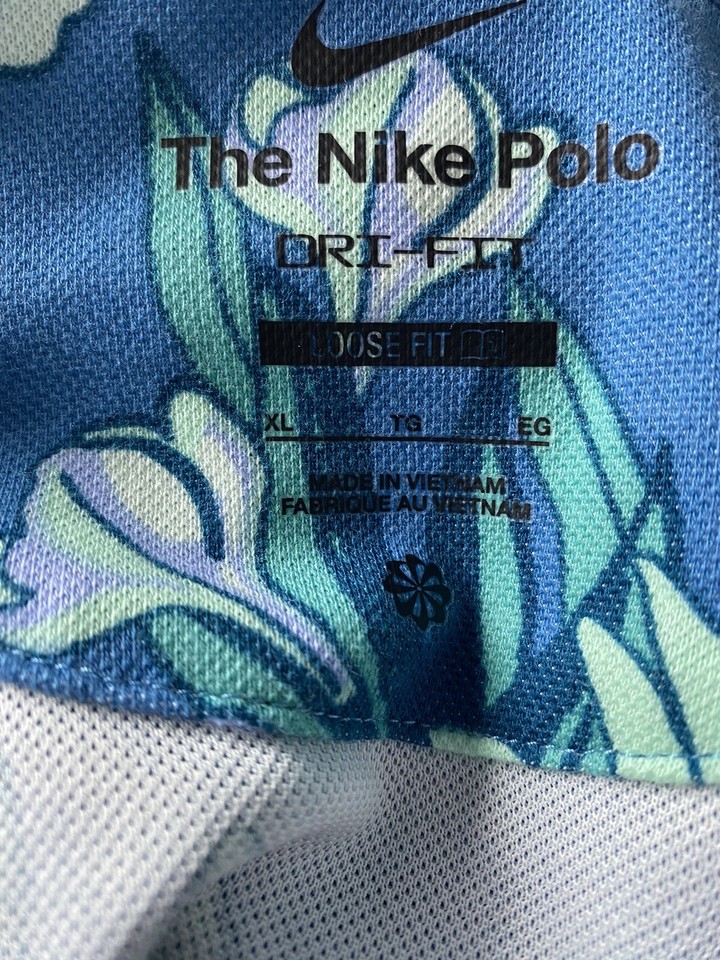 The Nike Polo
DRI-FIT
LOOSE FIT
XL TG EG
MADE IN VIETNAM
FABRIQUE AU VIETNAM